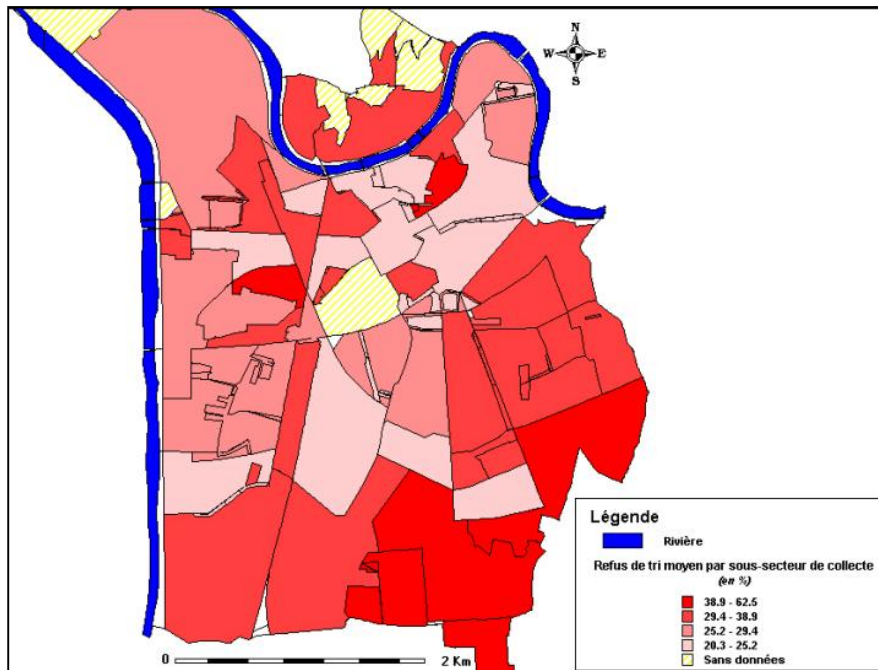 N
W E
S
Légende
Rivière
Refus de tri moyen par sous-secteur de collecte
(en %)
38.9 - 62.5
29.4 - 38.9
25.2 - 29.4
20.3 - 25.2
Sans données
0 2 Km